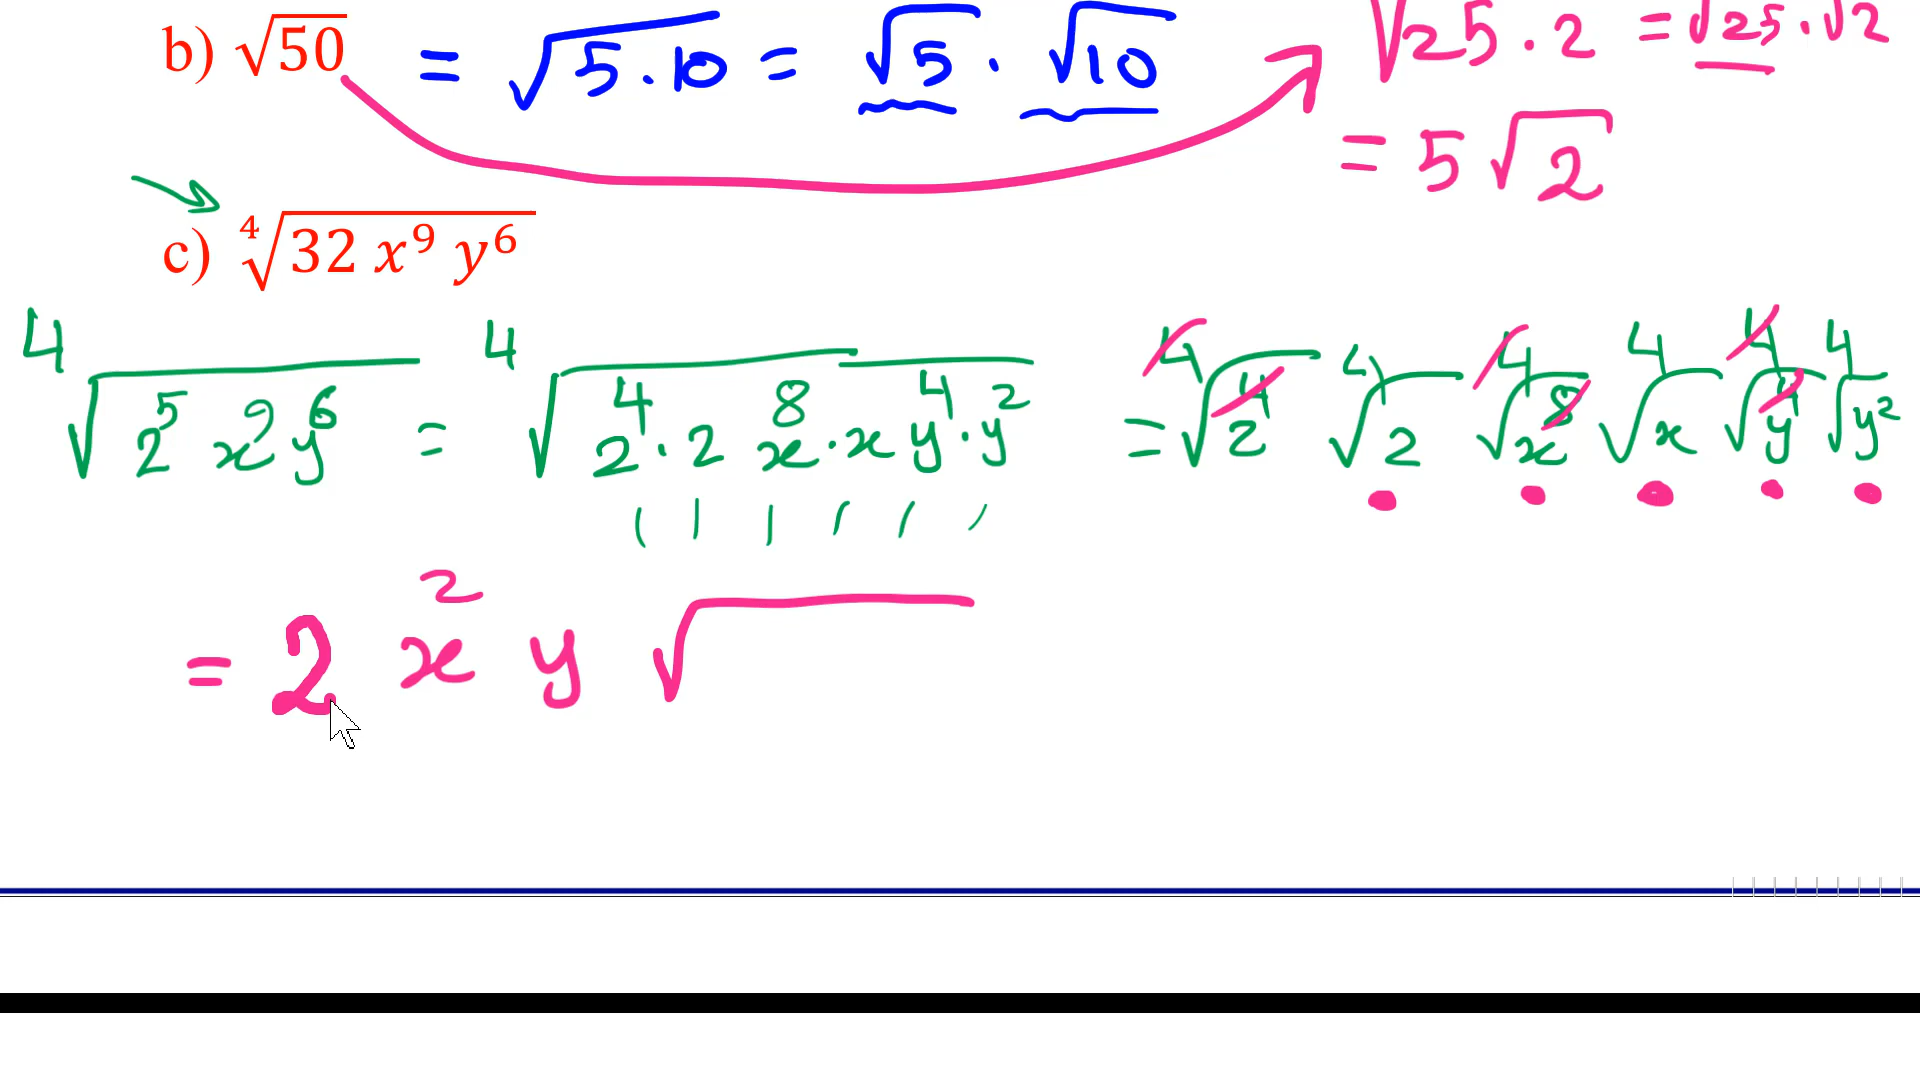 b) √50 = √5·10 = √5 · √10 √25·2 = √25·√2
= 5√2
c) ⁴√32 x⁹ y⁶
⁴√2⁵ x⁹ y⁶ = ⁴√2⁴·2 x⁸·x y⁴·y² = ⁴√2⁴ ⁴√2 ⁴√x⁸ ⁴√x ⁴√y⁴ ⁴√y²
= 2 x² y √